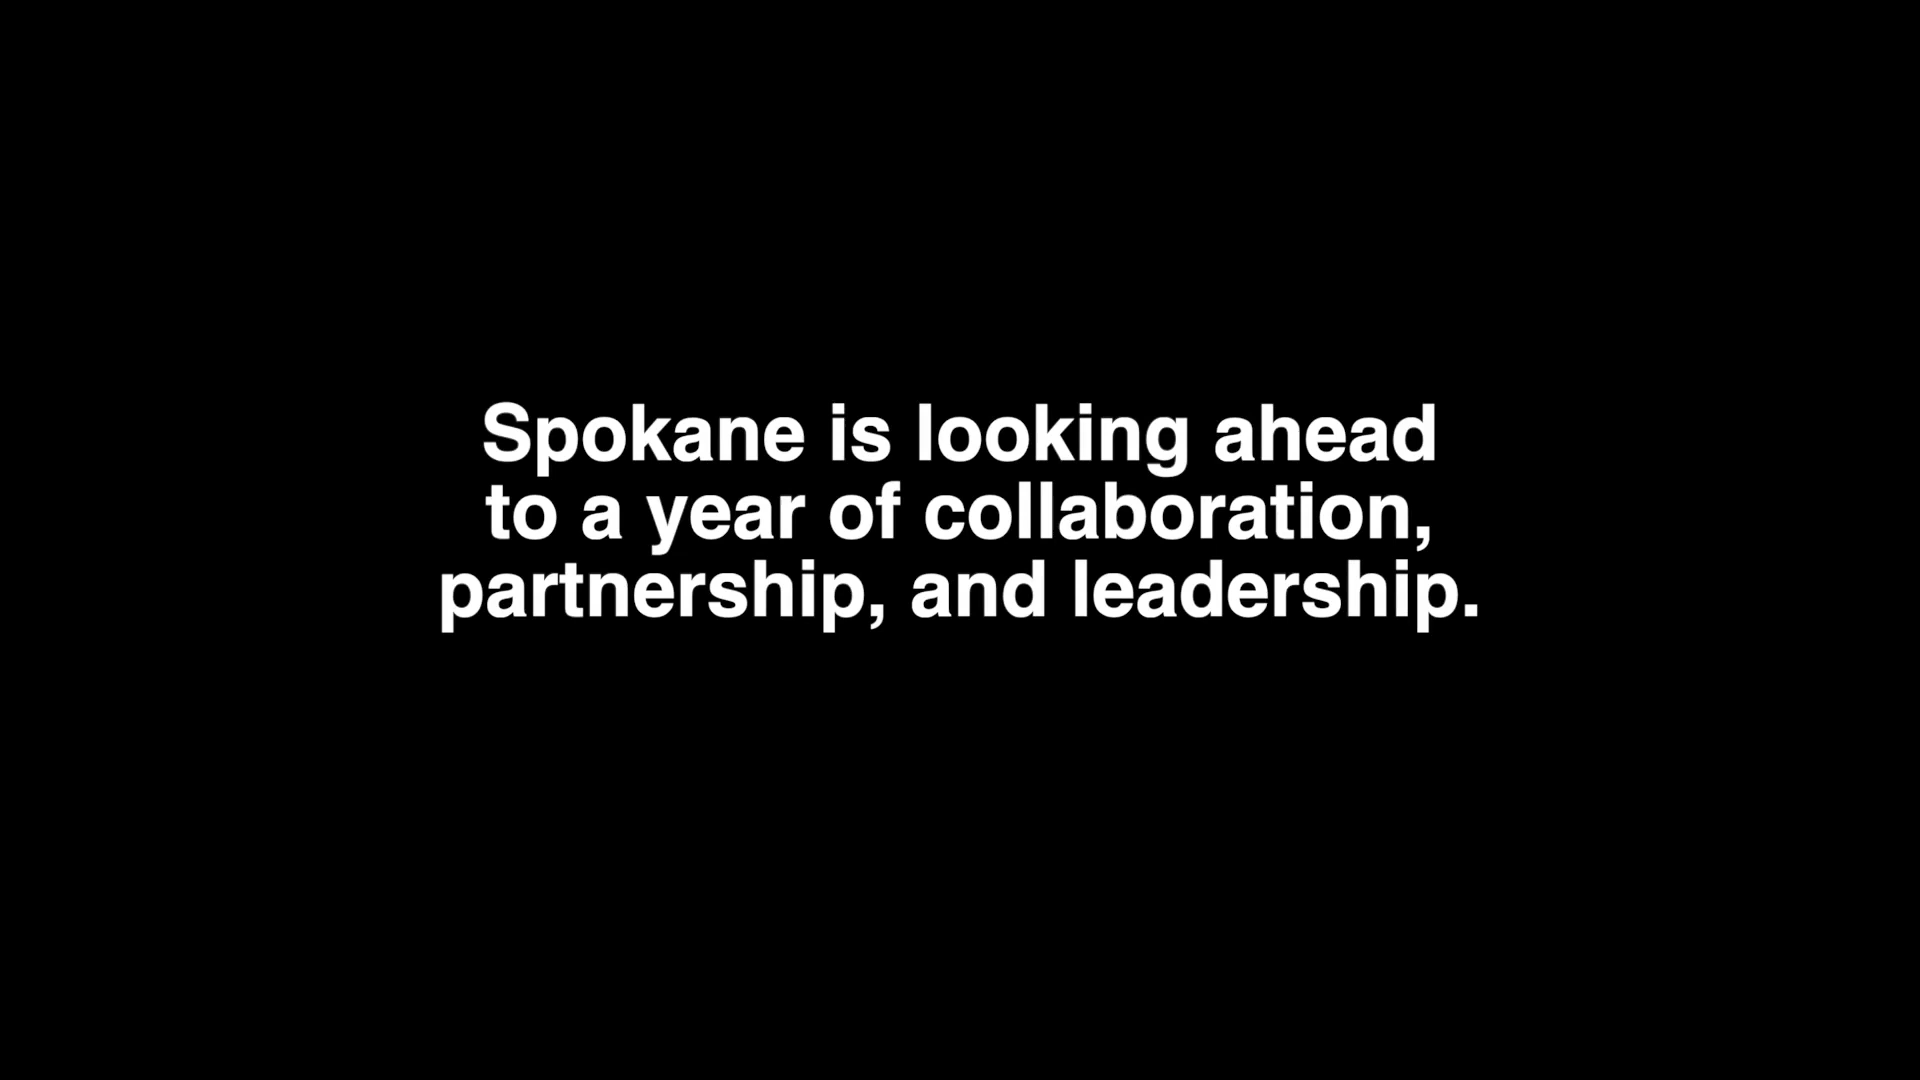 Spokane is looking ahead
to a year of collaboration,
partnership, and leadership.